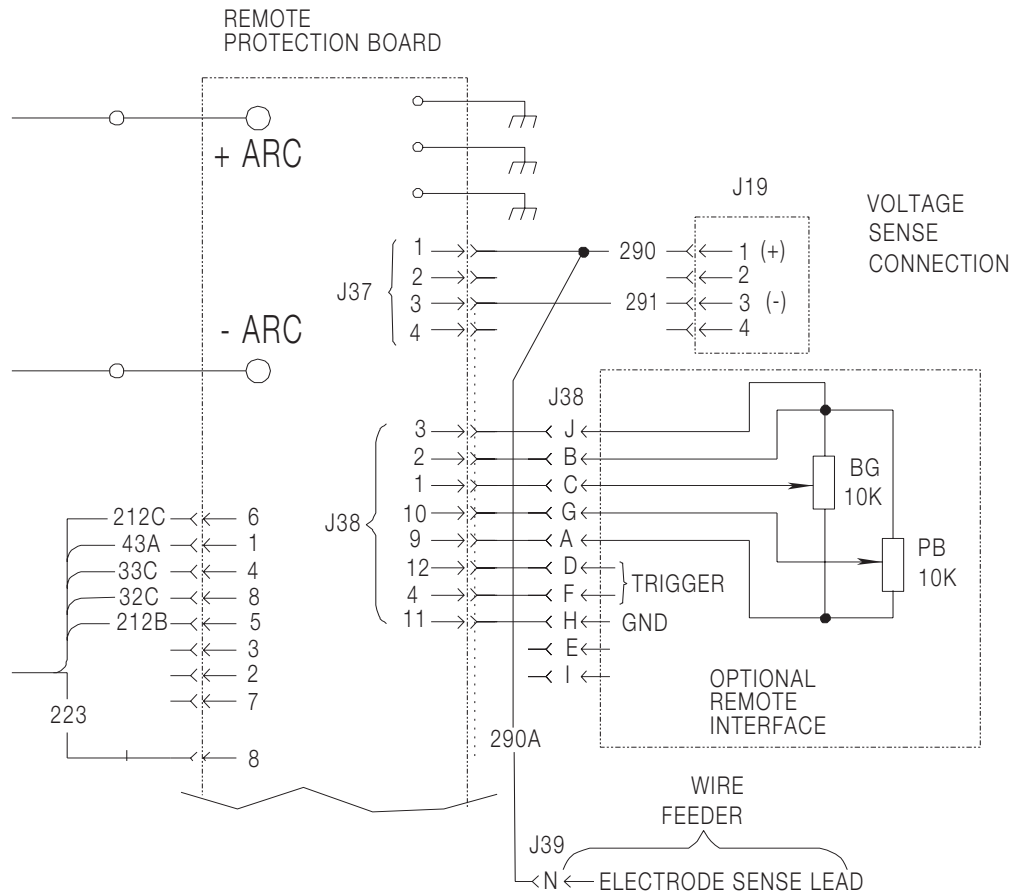 REMOTE
PROTECTION BOARD
+ ARC
J19
VOLTAGE
SENSE
CONNECTION
J37
1
2
3
4
290
291
1 (+)
2
3 (-)
4
- ARC
J38
3
2
1
10
9
12
4
11
J38
J
B
C
G
A
D
F
H
E
I
TRIGGER
GND
BG
10K
PB
10K
OPTIONAL
REMOTE
INTERFACE
212C 6
43A 1
33C 4
32C 8
212B 5
3
2
7
223
8
290A
WIRE
FEEDER
J39
N
ELECTRODE SENSE LEAD